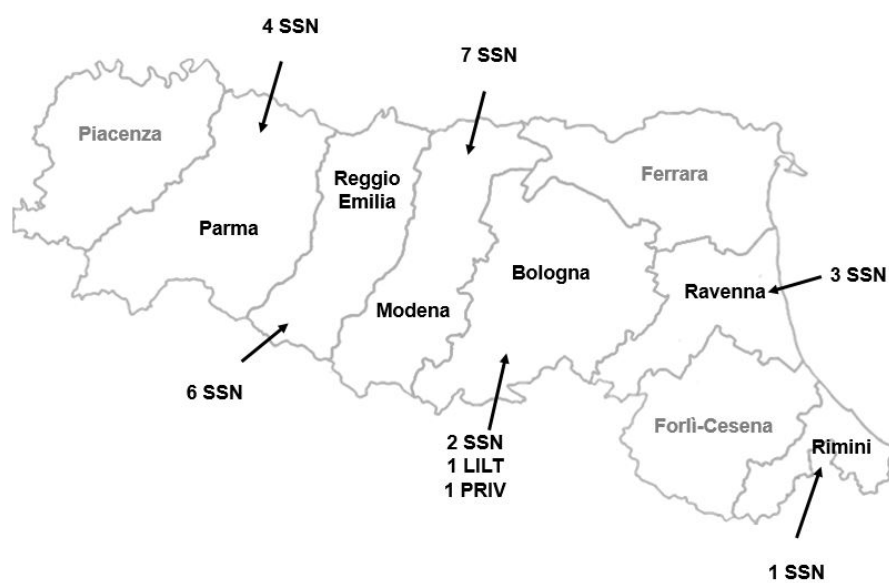 4 SSN
7 SSN
Piacenza
Reggio
Emilia
Ferrara
Parma
Bologna
3 SSN
Ravenna
Modena
6 SSN
2 SSN
1 LILT
1 PRIV
Forlì-Cesena
Rimini
1 SSN